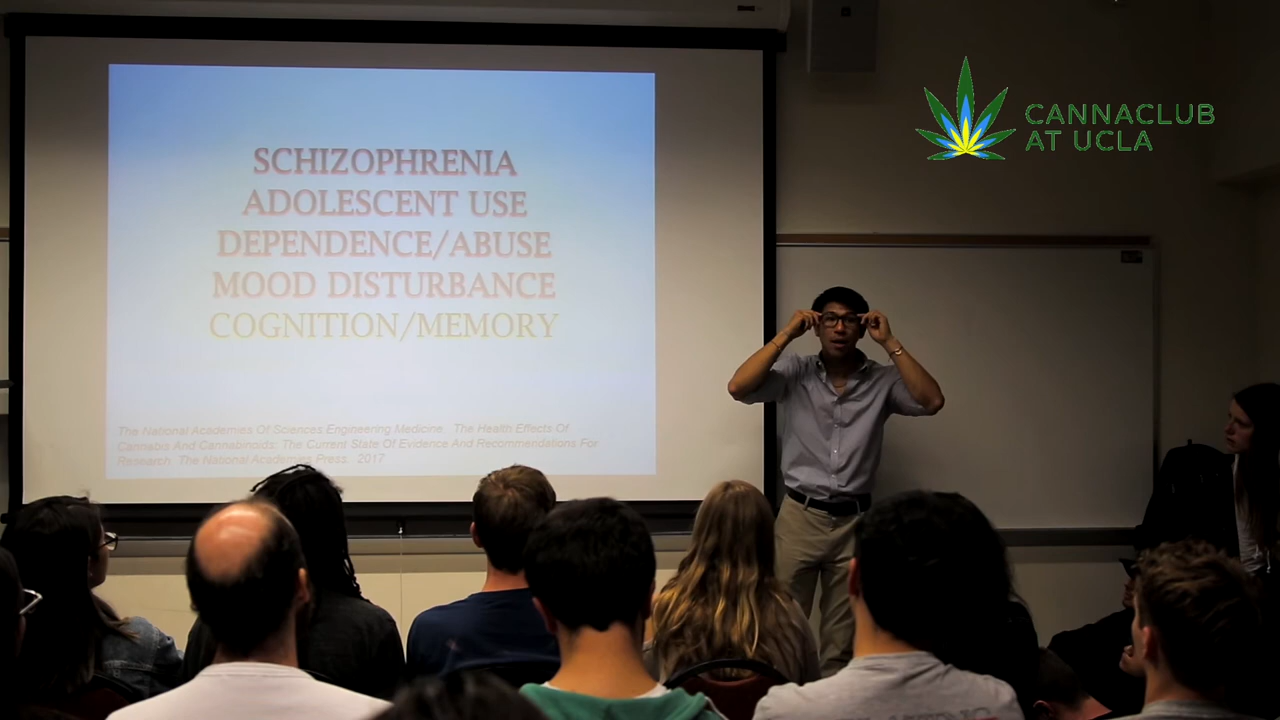 SCHIZOPHRENIA
ADOLESCENT USE
DEPENDENCE/ABUSE
MOOD DISTURBANCE
COGNITION/MEMORY
The National Academies Of Sciences Engineering Medicine. The Health Effects Of
Cannabis And Cannabinoids: The Current State Of Evidence And Recommendations For
Research. The National Academies Press. 2017
CANNACLUB
AT UCLA